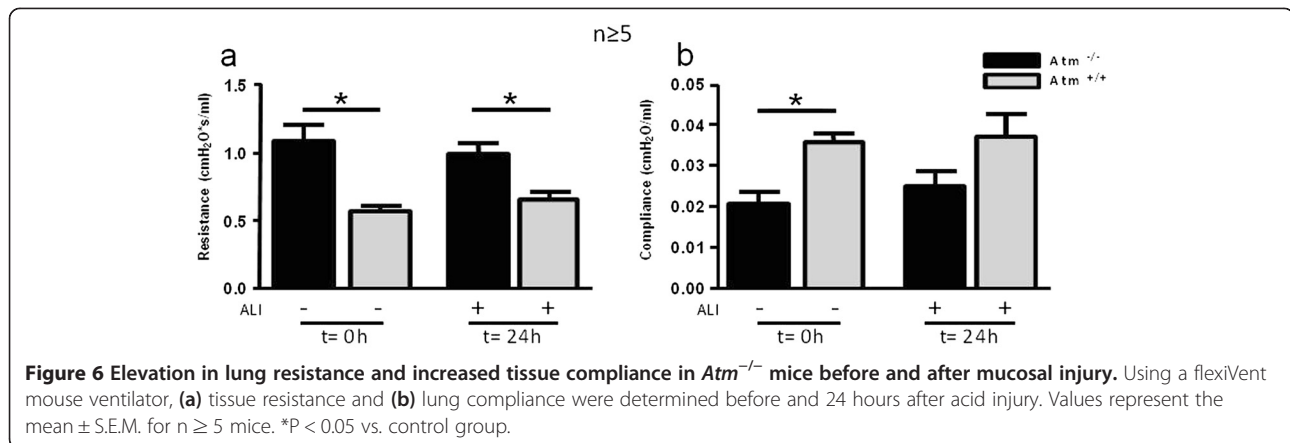 n≥5
a
b
Atm -/-
Atm +/+
Resistance (cmH2O*s/ml)
1.5
1.0
0.5
0.0
*
*
ALI
- - + +
t= 0h t= 24h
Compliance (cmH2O/ml)
0.05
0.04
0.03
0.02
0.01
0.00
*
ALI
- - + +
t= 0h t= 24h
Figure 6 Elevation in lung resistance and increased tissue compliance in Atm−/− mice before and after mucosal injury. Using a flexiVent
mouse ventilator, (a) tissue resistance and (b) lung compliance were determined before and 24 hours after acid injury. Values represent the
mean ± S.E.M. for n ≥ 5 mice. *P < 0.05 vs. control group.